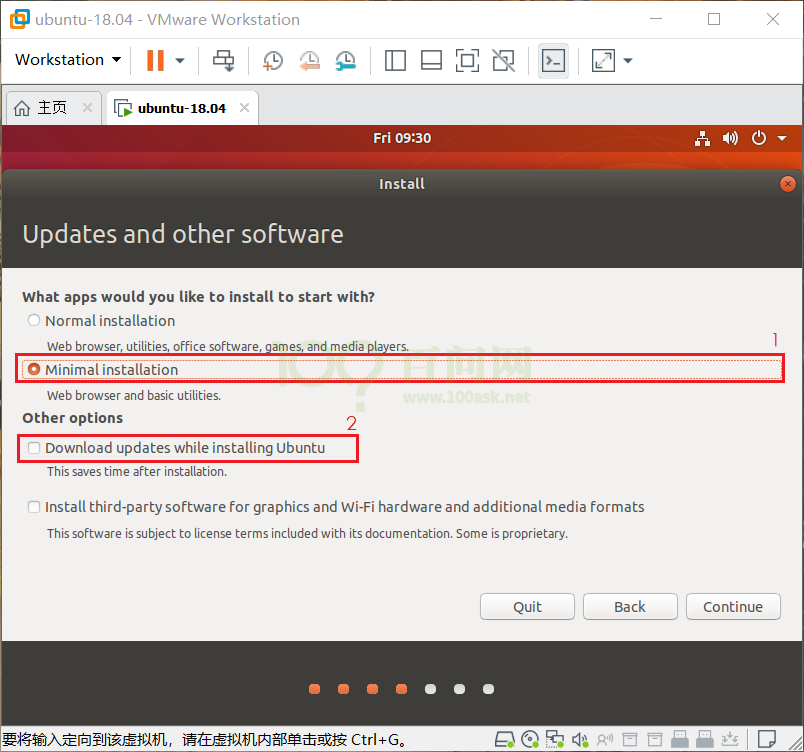 ubuntu-18.04 - VMware Workstation
Workstation
主页
ubuntu-18.04
Fri 09:30
Install
Updates and other software
What apps would you like to install to start with?
Normal installation
Web browser, utilities, office software, games, and media players.
1
Minimal installation
Web browser and basic utilities.
百问网
www.100ask.net
Other options
2
Download updates while installing Ubuntu
This saves time after installation.
Install third-party software for graphics and Wi-Fi hardware and additional media formats
This software is subject to license terms included with its documentation. Some is proprietary.
Quit
Back
Continue
要将输入定向到该虚拟机，请在虚拟机内部单击或按 Ctrl+G。